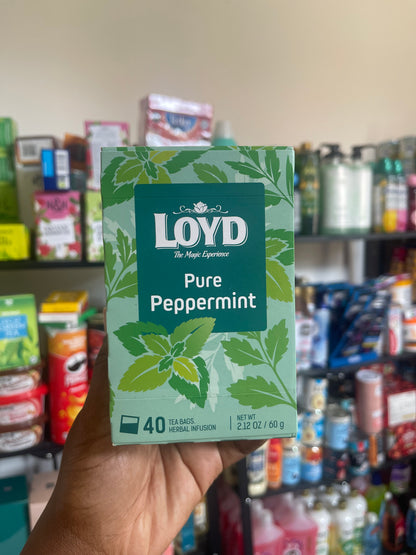 LOYD
The Magic Experience
Pure
Peppermint
40 TEA BAGS.
HERBAL INFUSION
NET WT
2.12 OZ / 60 g